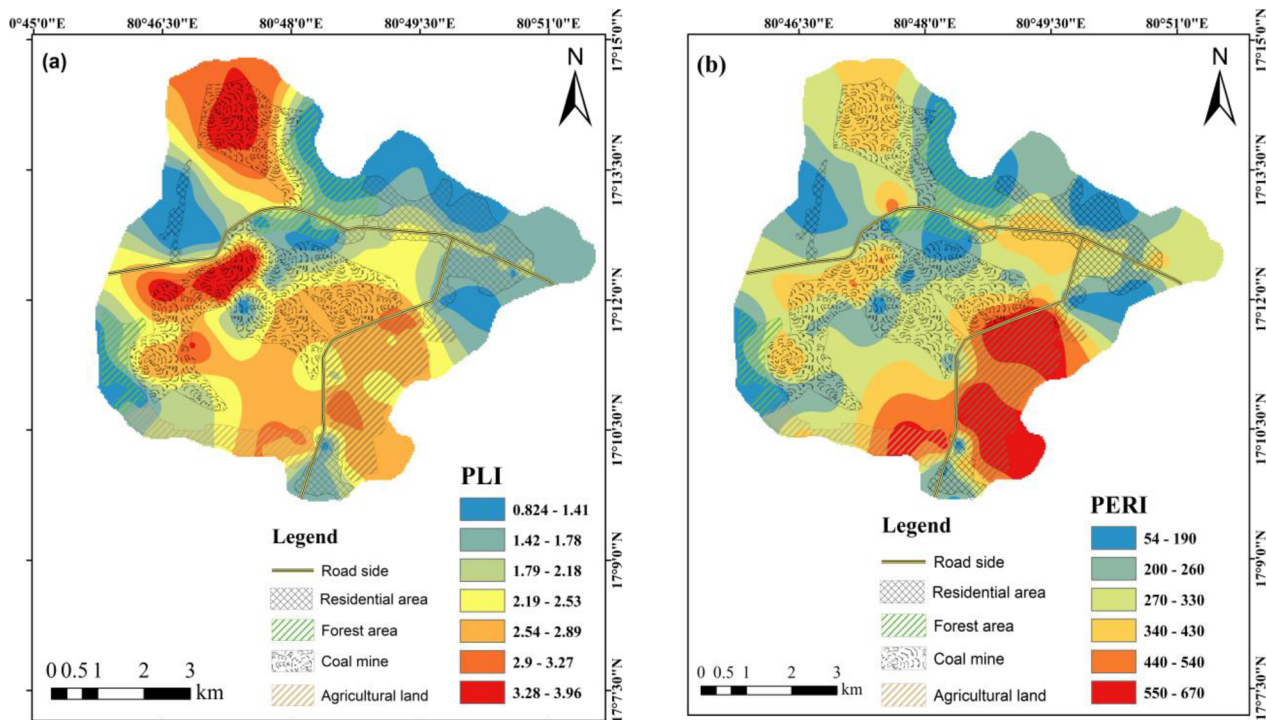 0°45'0"E 80°46'30"E 80°48'0"E 80°49'30"E 80°51'0"E
(a)
N
17°15'0"N
17°13'30"N
17°12'0"N
17°10'30"N
17°9'0"N
17°7'30"N
PLI
0.824 - 1.41
1.42 - 1.78
1.79 - 2.18
2.19 - 2.53
2.54 - 2.89
2.9 - 3.27
3.28 - 3.96
Legend
Road side
Residential area
Forest area
Coal mine
Agricultural land
0 0.5 1 2 3
km
80°46'30"E 80°48'0"E 80°49'30"E 80°51'0"E
(b)
N
17°15'0"N
17°13'30"N
17°12'0"N
17°10'30"N
17°9'0"N
17°7'30"N
PERI
54 - 190
200 - 260
270 - 330
340 - 430
440 - 540
550 - 670
Legend
Road side
Residential area
Forest area
Coal mine
Agricultural land
0 0.5 1 2 3
km